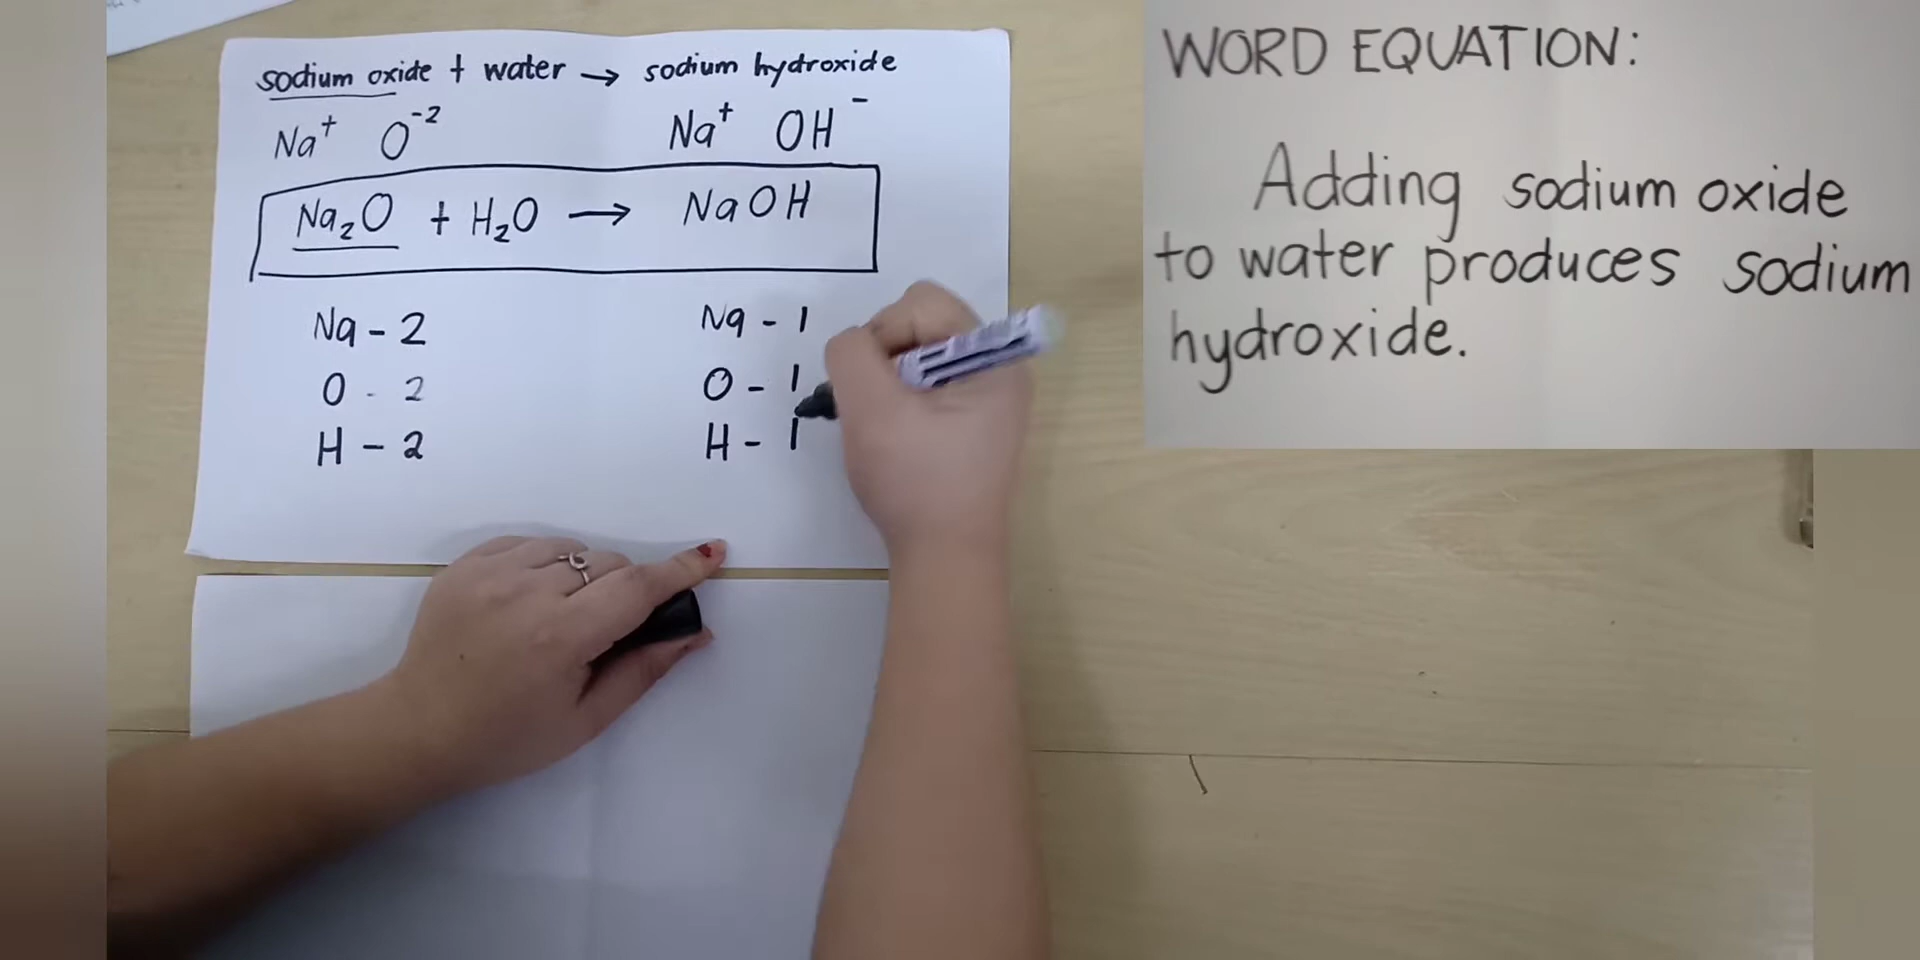 sodium oxide + water → sodium hydroxide
Na⁺ O⁻² Na⁺ OH⁻
Na₂O + H₂O → NaOH
Na - 2 Na - 1
O - 2 O - 1
H - 2 H - 1
WORD EQUATION:
Adding sodium oxide
to water produces sodium
hydroxide.